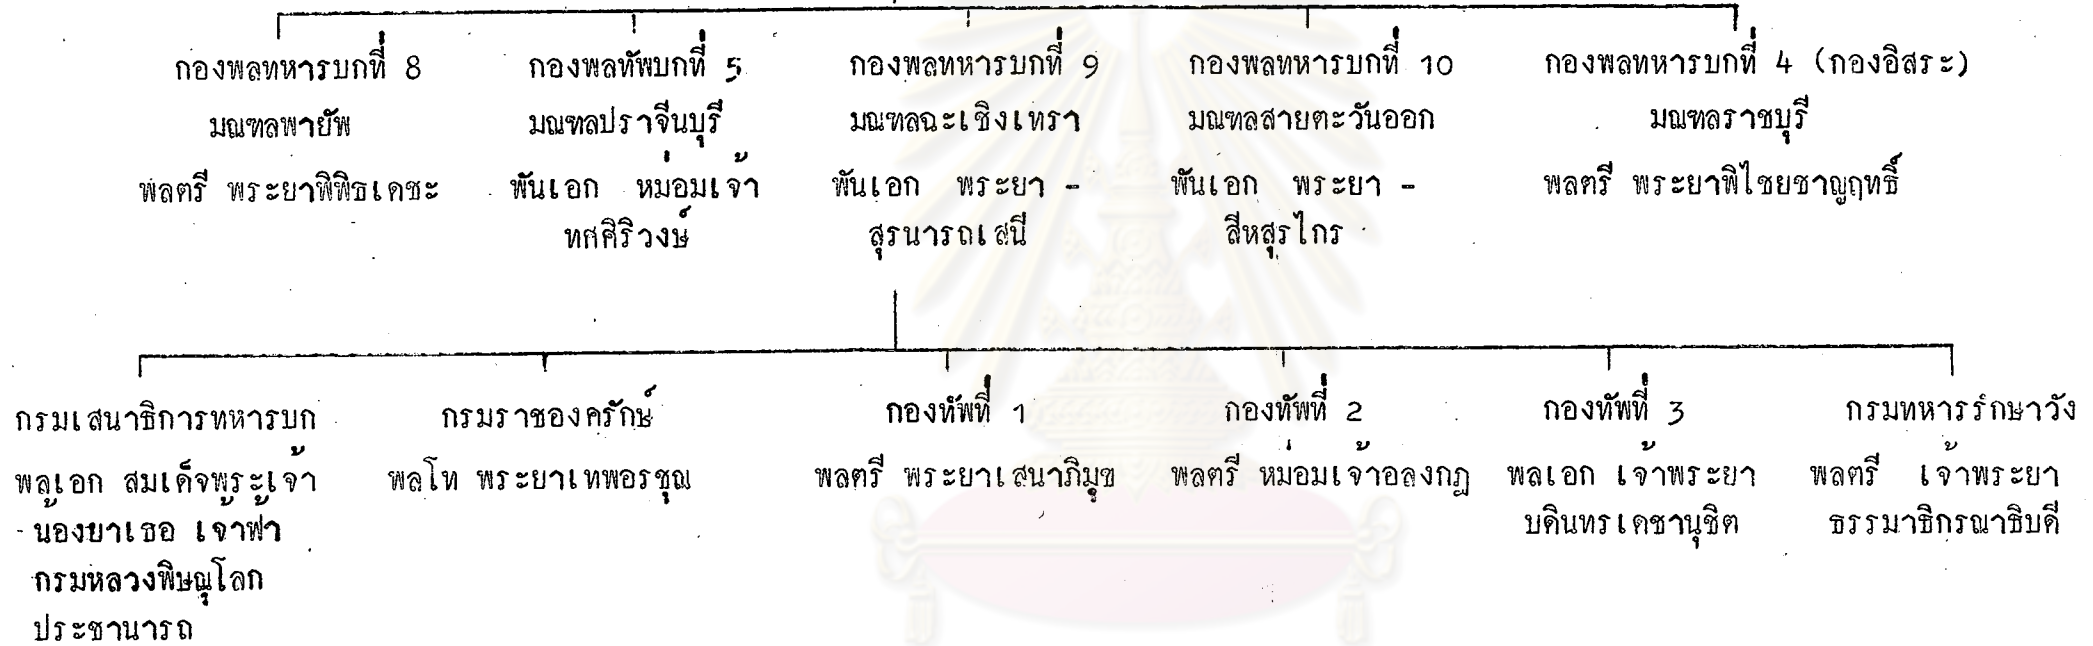 กองพลทหารบกที่ 8
มณฑลพายัพ
พลตรี พระยาพิพิธเดชะ
กองพลทัพบกที่ 5
มณฑลปราจีนบุรี
พันเอก หม่อมเจ้า
ทศศิริวงษ์
กองพลทหารบกที่ 9
มณฑลฉะเชิงเทรา
พันเอก พระยา -
สุรนารถเสนี
กองพลทหารบกที่ 10
มณฑลสายตะวันออก
พันเอก พระยา -
สีหสุรไกร
กองพลทหารบกที่ 4 (กองอิสระ)
มณฑลราชบุรี
พลตรี พระยาพิไชยชาญฤทธิ์
กรมเสนาธิการทหารบก
พลเอก สมเด็จพระเจ้า
น้องยาเธอ เจ้าฟ้า
กรมหลวงพิษณุโลก
ประชานารถ
กรมราชองครักษ์
พลโท พระยาเทพอรชุณ
กองทัพที่ 1
พลตรี พระยาเสนาภิมุข
กองทัพที่ 2
พลตรี หม่อมเจ้าอลงกฎ
กองทัพที่ 3
พลเอก เจ้าพระยา
บดินทรเดชานุชิต
กรมทหารรักษาวัง
พลตรี เจ้าพระยา
ธรรมาธิกรณาธิบดี